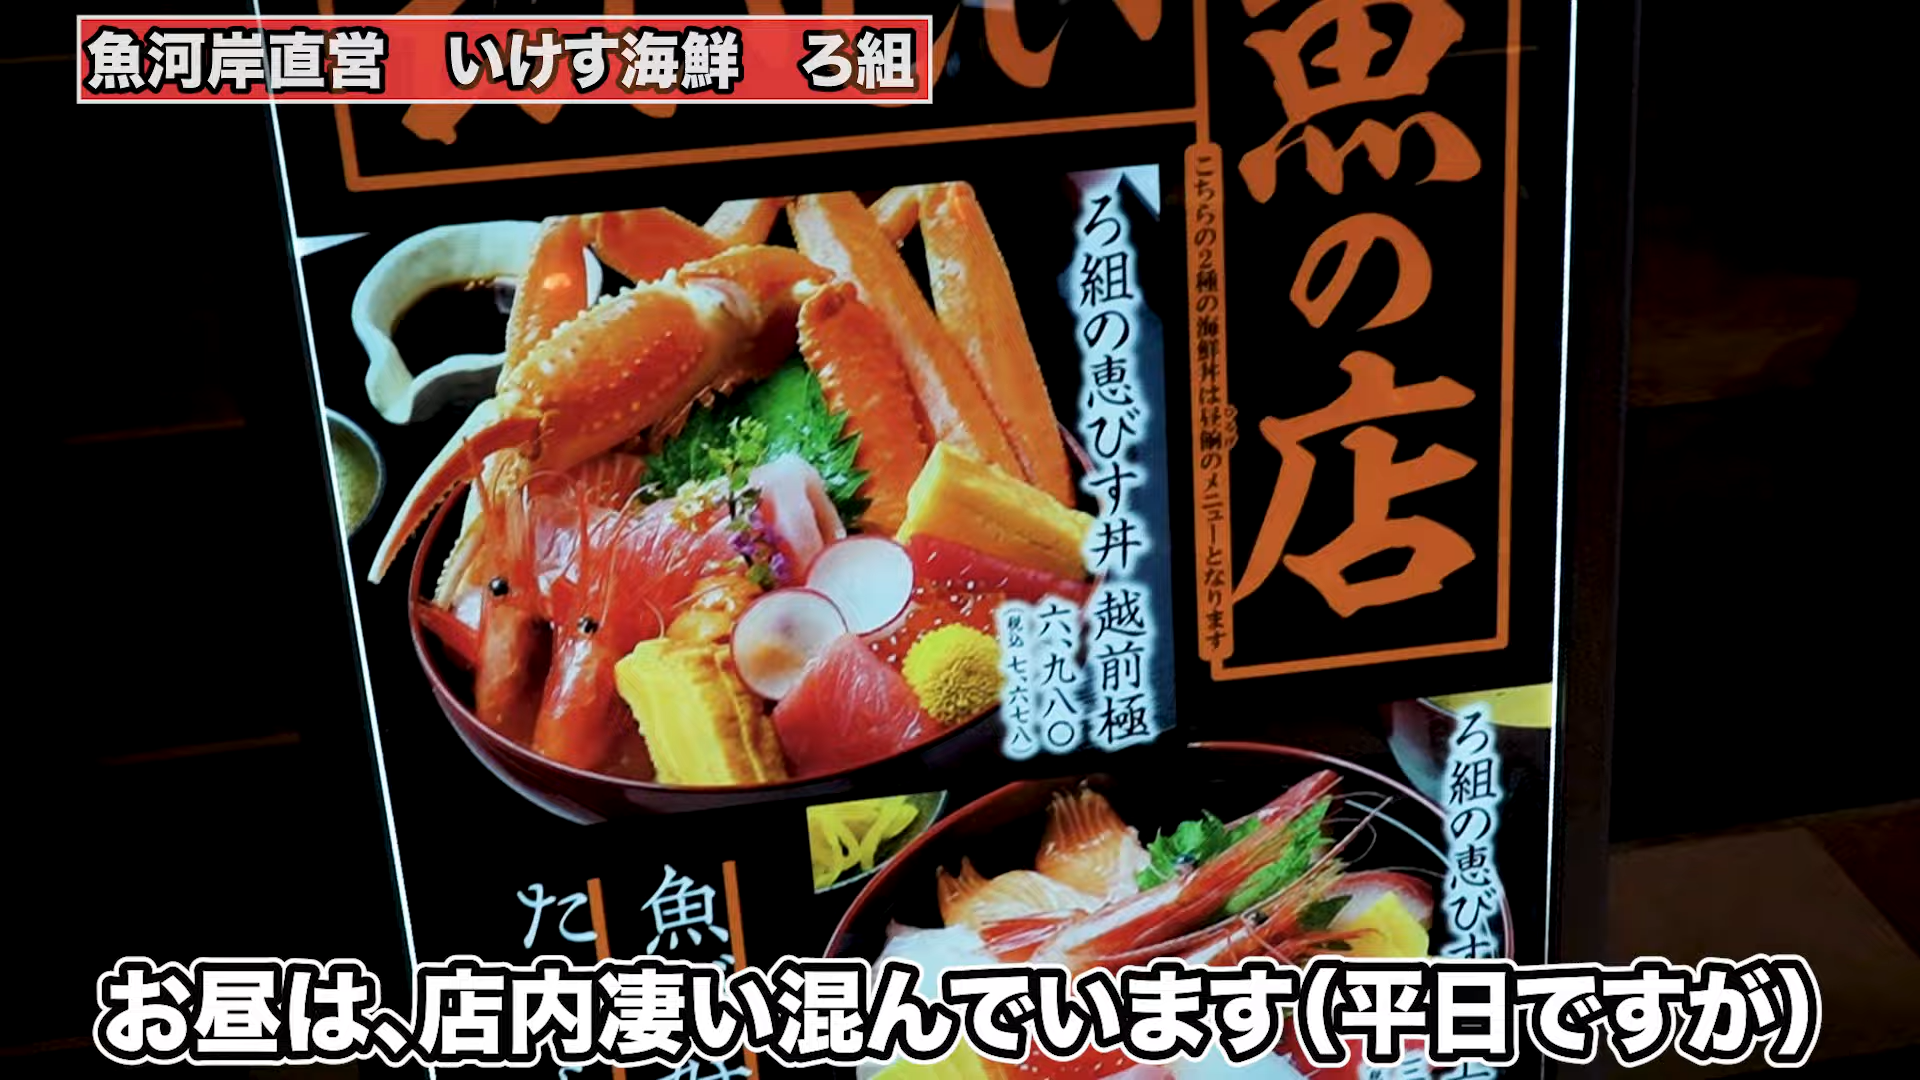 魚河岸直営　いけす海鮮　ろ組
魚の店
こちらの2種の海鮮丼は昼餉のメニューとなります
ろ組の恵びす丼 越前極
六、九八〇
(税込 七、六七八)
ろ組の恵びす
魚
た
お昼は、店内凄い混んでいます(平日ですが)